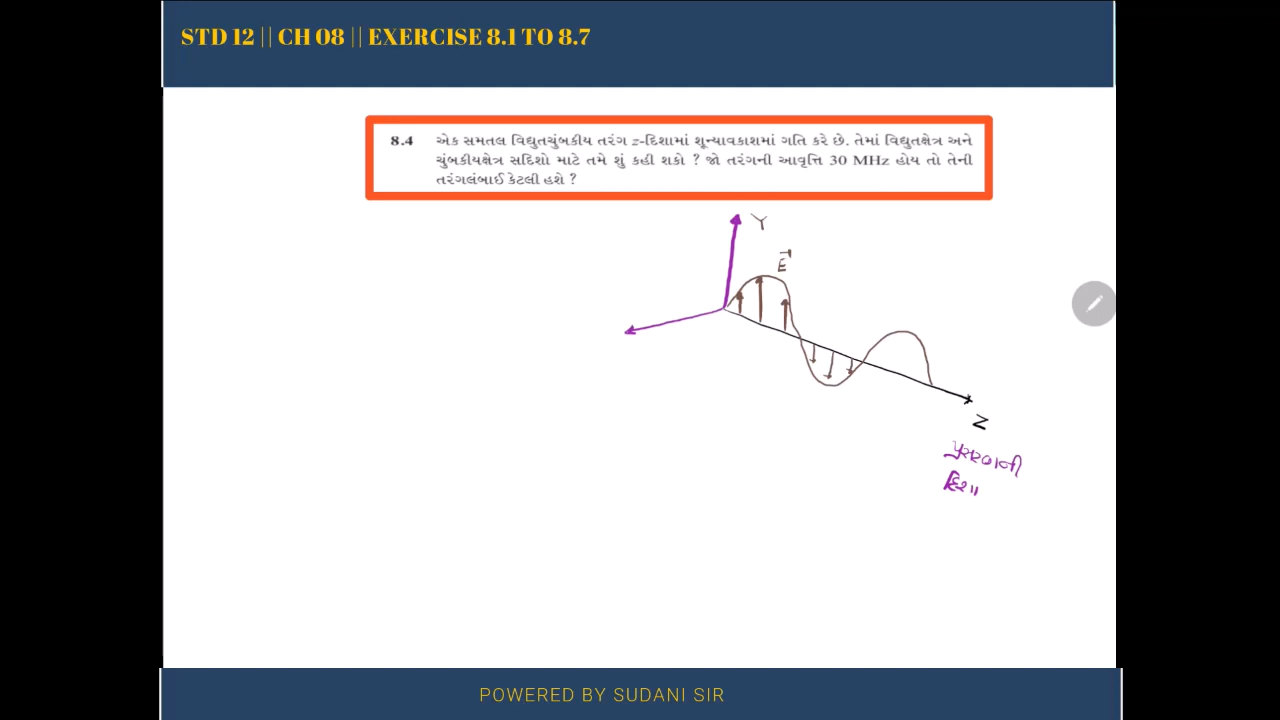 STD 12 || CH 08 || EXERCISE 8.1 TO 8.7
8.4 એક સમતલ વિદ્યુતચુંબકીય તરંગ z-દિશામાં શૂન્યાવકાશમાં ગતિ કરે છે. તેમાં વિદ્યુતક્ષેત્ર અને
ચુંબકીયક્ષેત્ર સદિશો માટે તમે શું કહી શકો ? જો તરંગની આવૃત્તિ 30 MHz હોય તો તેની
તરંગલંબાઈ કેટલી હશે ?
Y
E⃗
Z
દિશા
POWERED BY SUDANI SIR